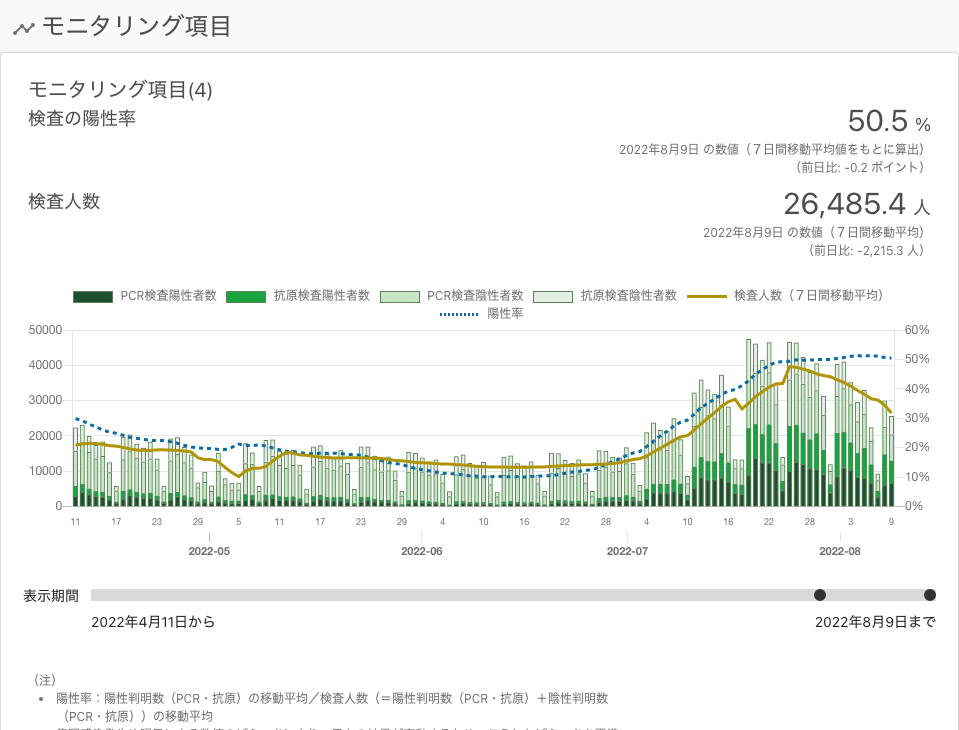 モニタリング項目
モニタリング項目(4)
検査の陽性率
50.5 %
2022年8月9日 の数値（７日間移動平均値をもとに算出）
（前日比: -0.2 ポイント）
検査人数
26,485.4 人
2022年8月9日 の数値（７日間移動平均）
（前日比: -2,215.3 人）
PCR検査陽性者数 抗原検査陽性者数 PCR検査陰性者数 抗原検査陰性者数 検査人数（７日間移動平均）
陽性率
50000 60%
40000 50%
30000 40%
20000 30%
10000 20%
0 10%
0%
11 17 23 29 5 11 17 23 29 4 10 16 22 28 4 10 16 22 28 3 9
2022-05 2022-06 2022-07 2022-08
表示期間
2022年4月11日から 2022年8月9日まで
（注）
• 陽性率：陽性判明数（PCR・抗原）の移動平均／検査人数（＝陽性判明数（PCR・抗原）＋陰性判明数
（PCR・抗原））の移動平均